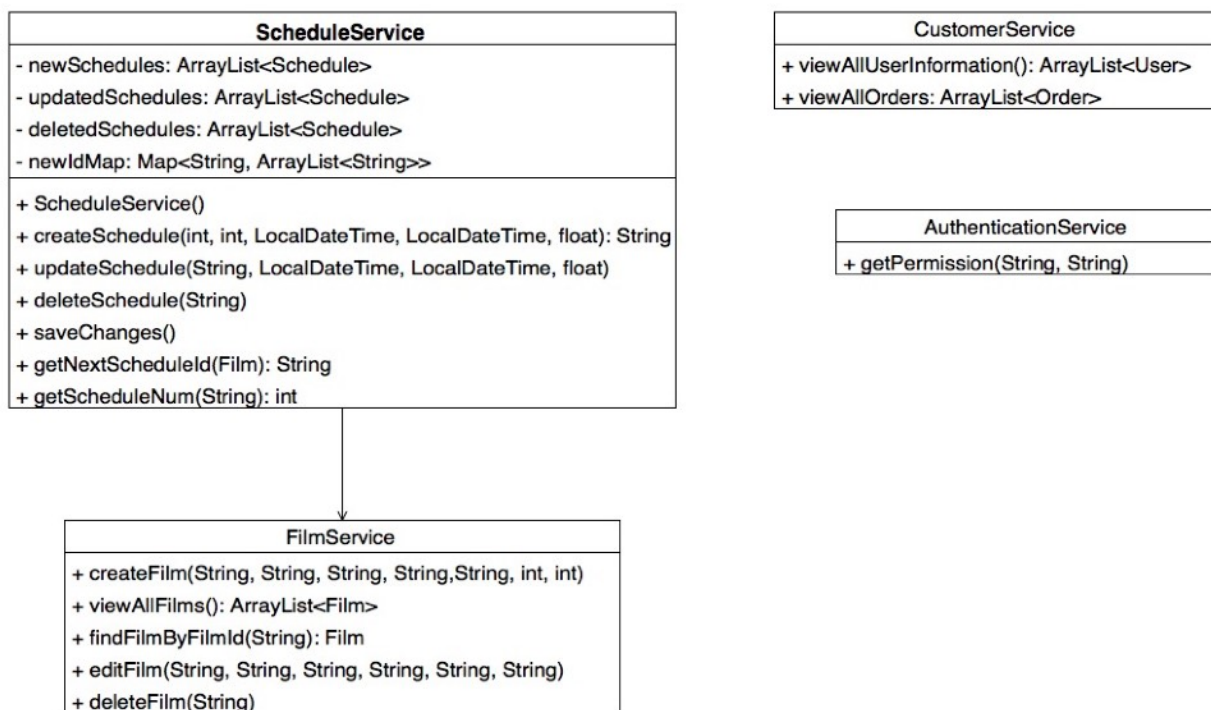 ScheduleService
- newSchedules: ArrayList<Schedule>
- updatedSchedules: ArrayList<Schedule>
- deletedSchedules: ArrayList<Schedule>
- newIdMap: Map<String, ArrayList<String>>
+ ScheduleService()
+ createSchedule(int, int, LocalDateTime, LocalDateTime, float): String
+ updateSchedule(String, LocalDateTime, LocalDateTime, float)
+ deleteSchedule(String)
+ saveChanges()
+ getNextScheduleId(Film): String
+ getScheduleNum(String): int
CustomerService
+ viewAllUserInformation(): ArrayList<User>
+ viewAllOrders: ArrayList<Order>
AuthenticationService
+ getPermission(String, String)
FilmService
+ createFilm(String, String, String, String,String, int, int)
+ viewAllFilms(): ArrayList<Film>
+ findFilmByFilmId(String): Film
+ editFilm(String, String, String, String, String, String)
+ deleteFilm(String)